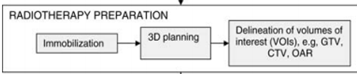 RADIOTHERAPY PREPARATION
Immobilization
3D planning
Delineation of volumes of
interest (VOIs), e.g, GTV,
CTV, OAR